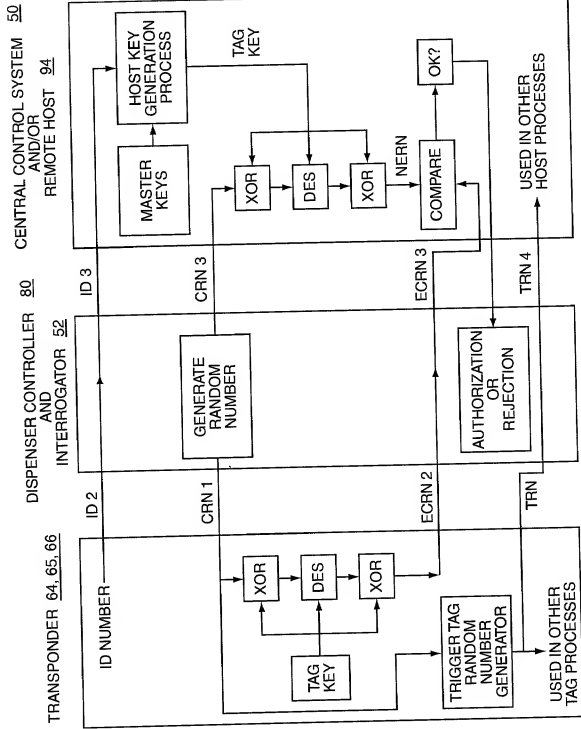 TRANSPONDER 64, 65, 66
ID NUMBER
XOR
DES
XOR
TAG
KEY
TRIGGER TAG
RANDOM
NUMBER
GENERATOR
USED IN OTHER
TAG PROCESSES
ID 2
CRN 1
ECRN 2
TRN
DISPENSER CONTROLLER 80
AND
INTERROGATOR 52
GENERATE
RANDOM
NUMBER
AUTHORIZATION
OR
REJECTION
ID 3
CRN 3
ECRN 3
TRN 4
CENTRAL CONTROL SYSTEM 50
AND/OR
REMOTE HOST 94
MASTER
KEYS
HOST KEY
GENERATION
PROCESS
TAG
KEY
XOR
DES
XOR
NERN
COMPARE
OK?
USED IN OTHER
HOST PROCESSES